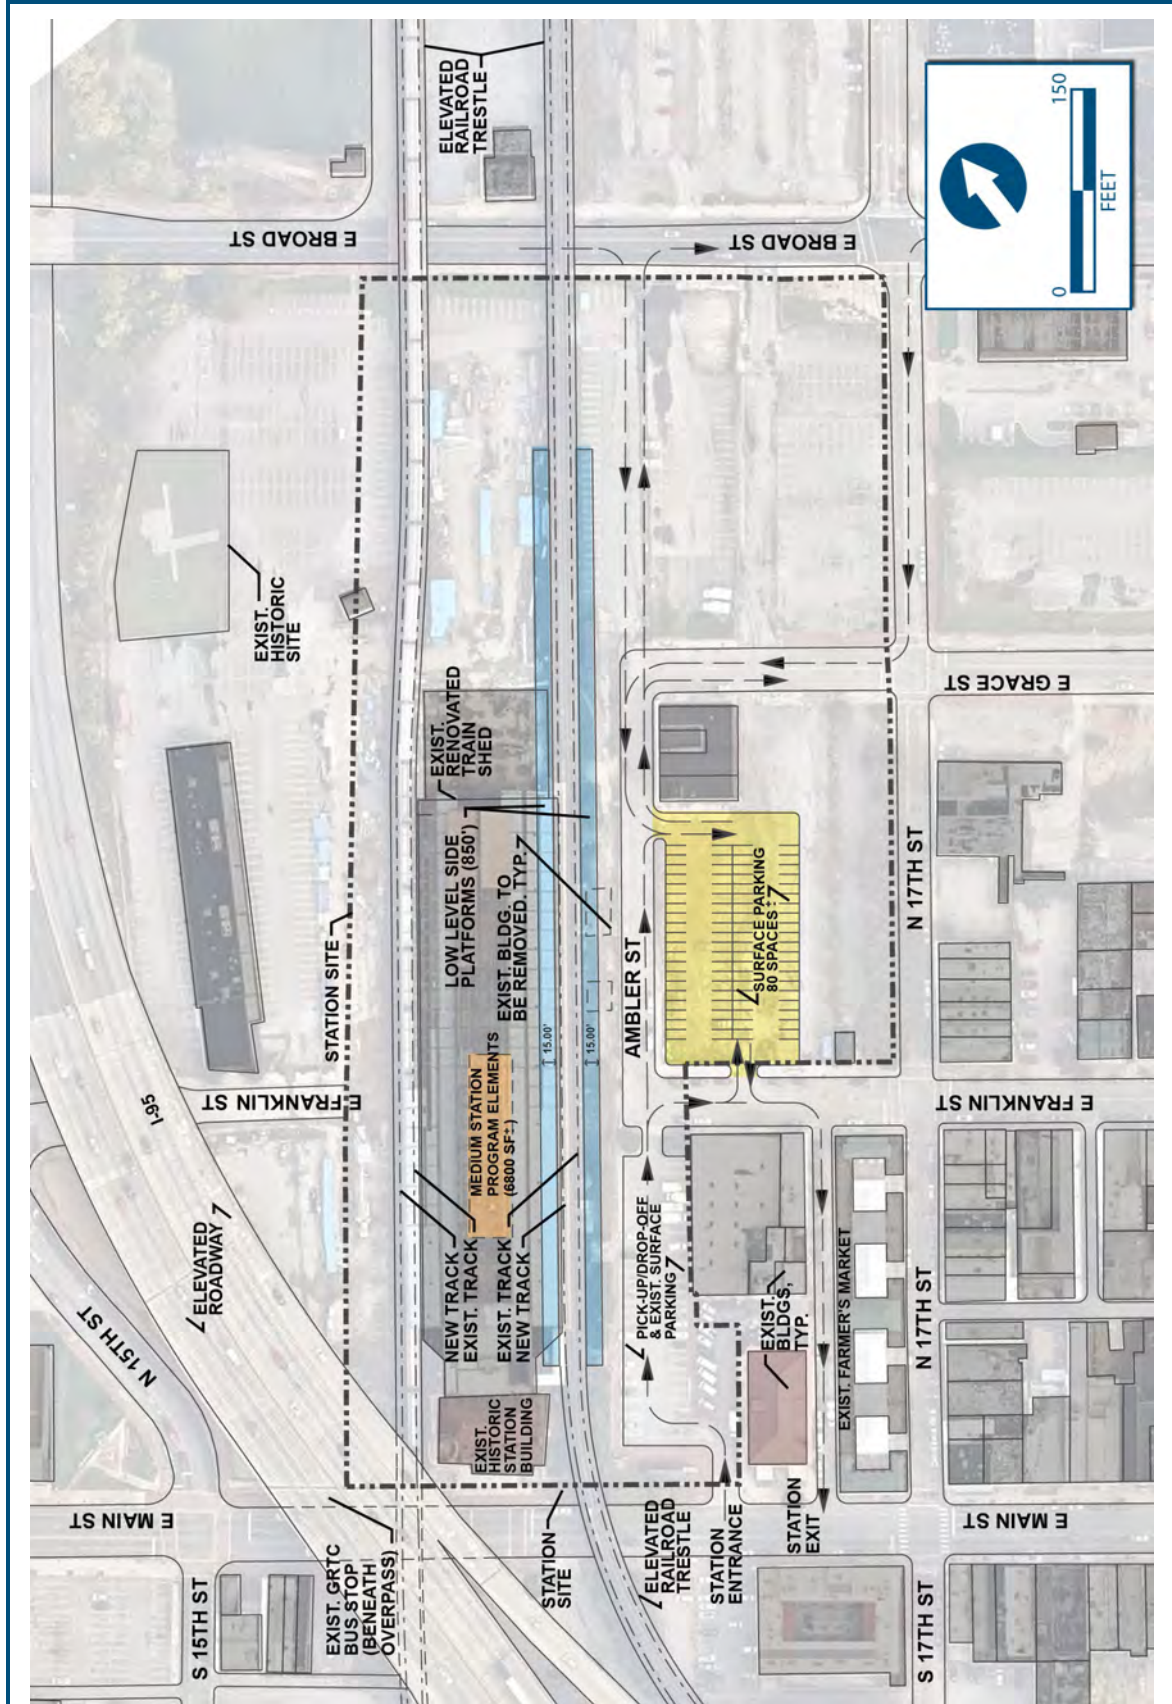 ELEVATED
RAILROAD
TRESTLE
E BROAD ST
E BROAD ST
0
150
FEET
EXIST.
HISTORIC
SITE
EXIST.
RENOVATED
TRAIN
SHED
LOW LEVEL SIDE
PLATFORMS (850')
EXIST. BLDG. TO
BE REMOVED, TYP.
STATION SITE
E GRACE ST
N 17TH ST
AMBLER ST
SURFACE PARKING
80 SPACES±
15.00'
15.00'
MEDIUM STATION
PROGRAM ELEMENTS
(6800 SF±)
E FRANKLIN ST
E FRANKLIN ST
I-95
ELEVATED
ROADWAY
N 15TH ST
NEW TRACK
EXIST. TRACK
EXIST. TRACK
NEW TRACK
PICK-UP/DROP-OFF
& EXIST. SURFACE
PARKING
EXIST.
BLDGS,
TYP.
EXIST. FARMER'S MARKET
N 17TH ST
EXIST.
HISTORIC
STATION
BUILDING
E MAIN ST
E MAIN ST
S 15TH ST
EXIST. GRTC
BUS STOP
(BENEATH
OVERPASS)
STATION
SITE
ELEVATED
RAILROAD
TRESTLE
STATION
ENTRANCE
STATION
EXIT
S 17TH ST